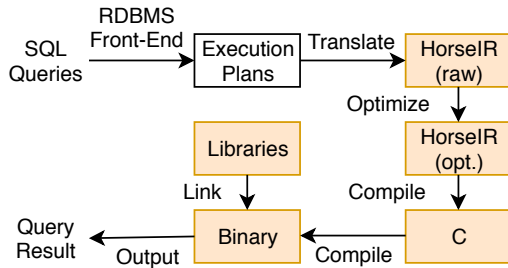 RDBMS
Front-End
SQL
Queries
Execution
Plans
Translate
HorseIR
(raw)
Optimize
HorseIR
(opt.)
Libraries
Link
Compile
Query
Result
Output
Binary
Compile
C